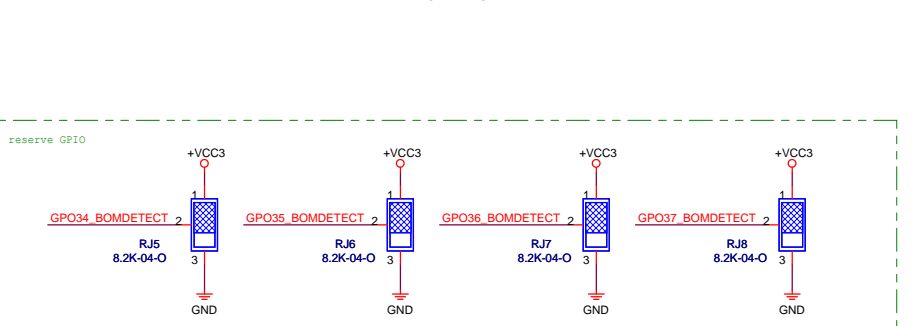 reserve GPIO
+VCC3 +VCC3 +VCC3 +VCC3
1 1 1 1
GPO34_BOMDETECT 2 GPO35_BOMDETECT 2 GPO36_BOMDETECT 2 GPO37_BOMDETECT 2
RJ5 RJ6 RJ7 RJ8
8.2K-04-O 8.2K-04-O 8.2K-04-O 8.2K-04-O
3 3 3 3
GND GND GND GND